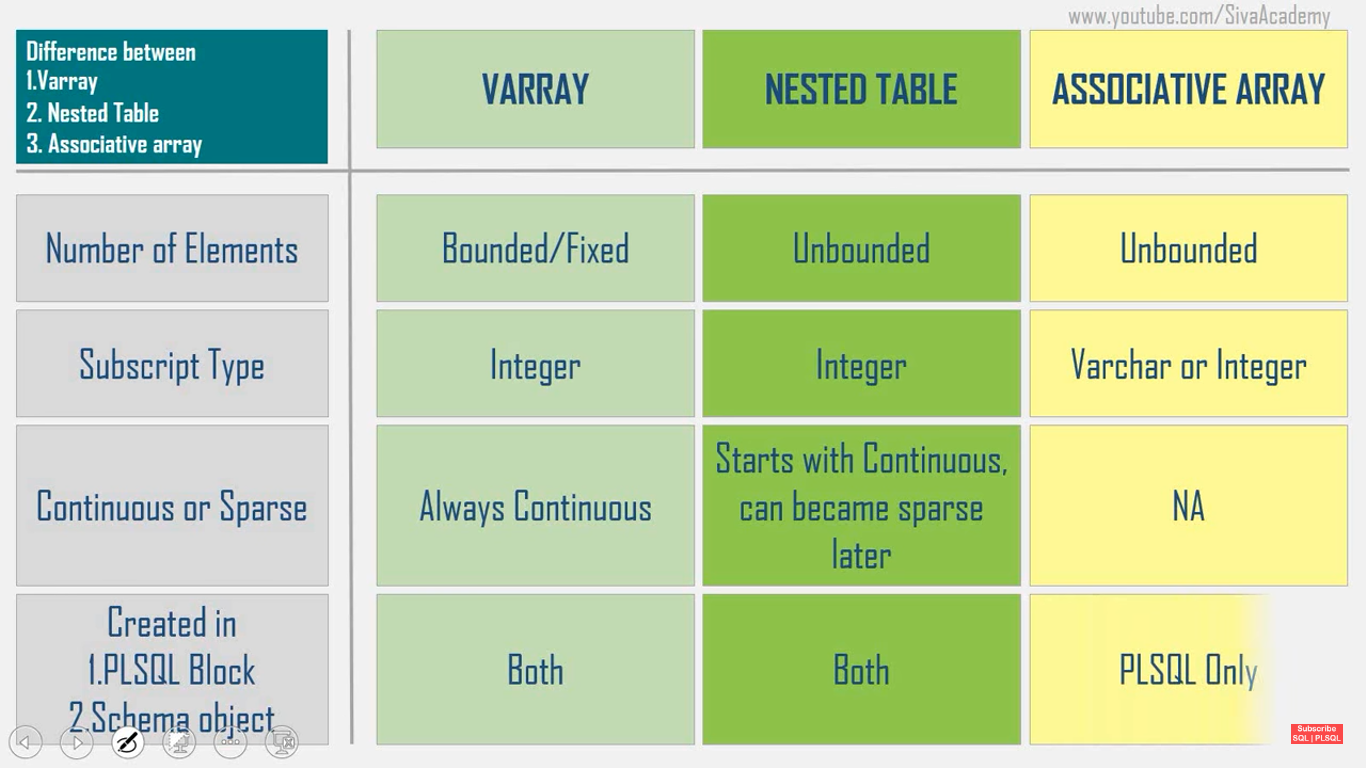 www.youtube.com/SivaAcademy
Difference between
1.Varray
2. Nested Table
3. Associative array
VARRAY
NESTED TABLE
ASSOCIATIVE ARRAY
Number of Elements
Bounded/Fixed
Unbounded
Unbounded
Subscript Type
Integer
Integer
Varchar or Integer
Continuous or Sparse
Always Continuous
Starts with Continuous,
can became sparse
later
NA
Created in
1.PLSQL Block
2.Schema object
Both
Both
PLSQL Only
Subscribe
SQL | PLSQL